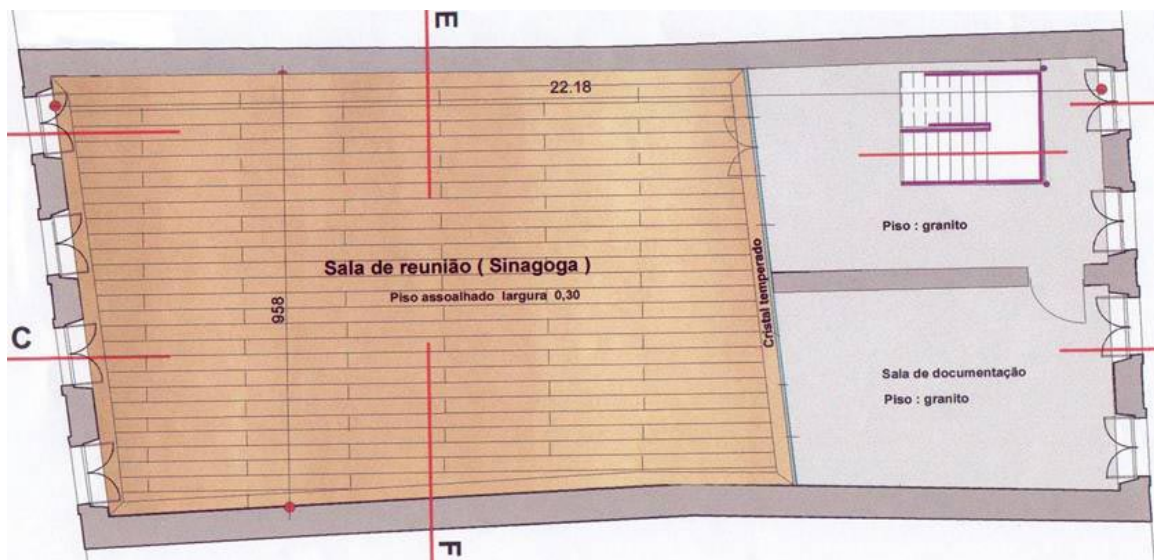 E
22.18
Piso : granito
Sala de reunião ( Sinagoga )
Piso assoalhado largura 0,30
958
Cristal temperado
C
Sala de documentação
Piso : granito
F